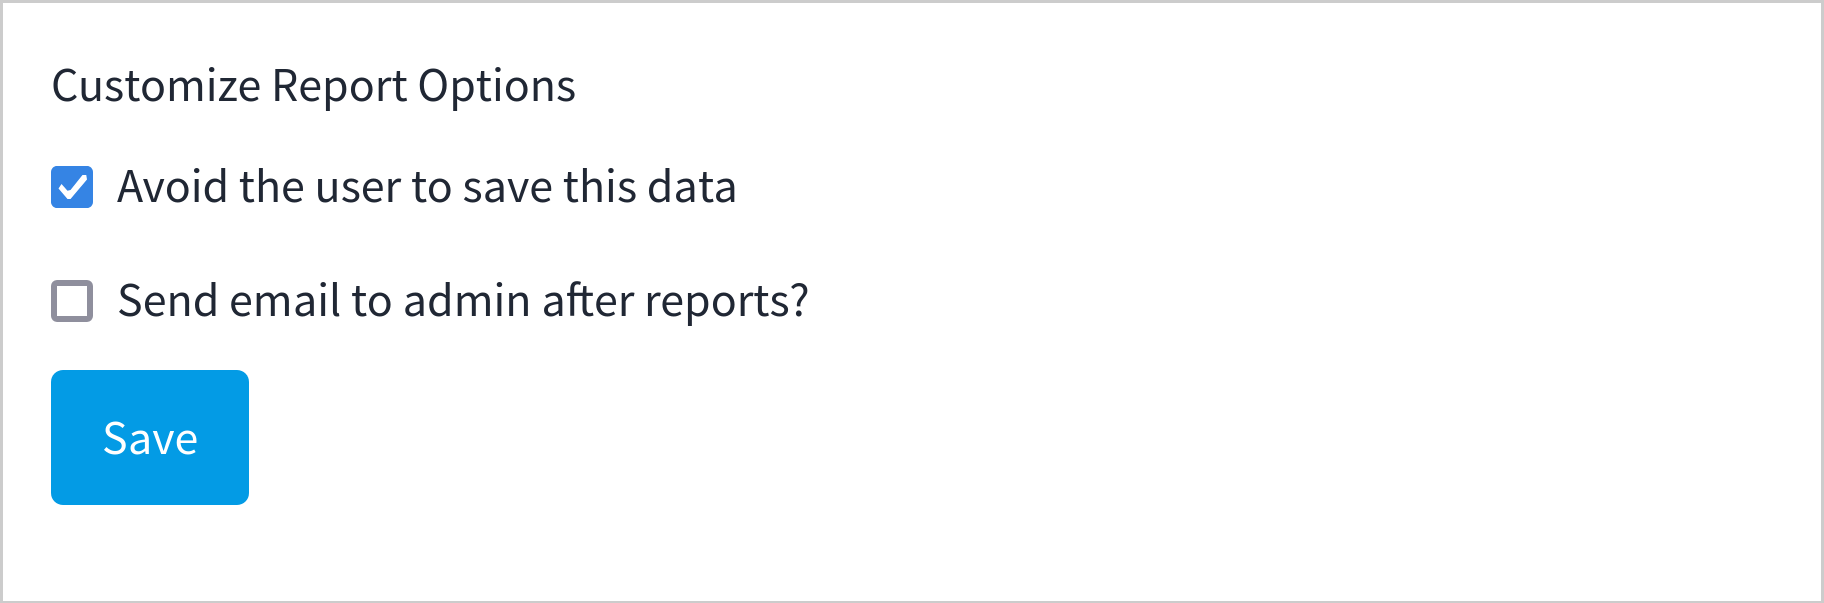 Customize Report Options
Avoid the user to save this data
Send email to admin after reports?
Save